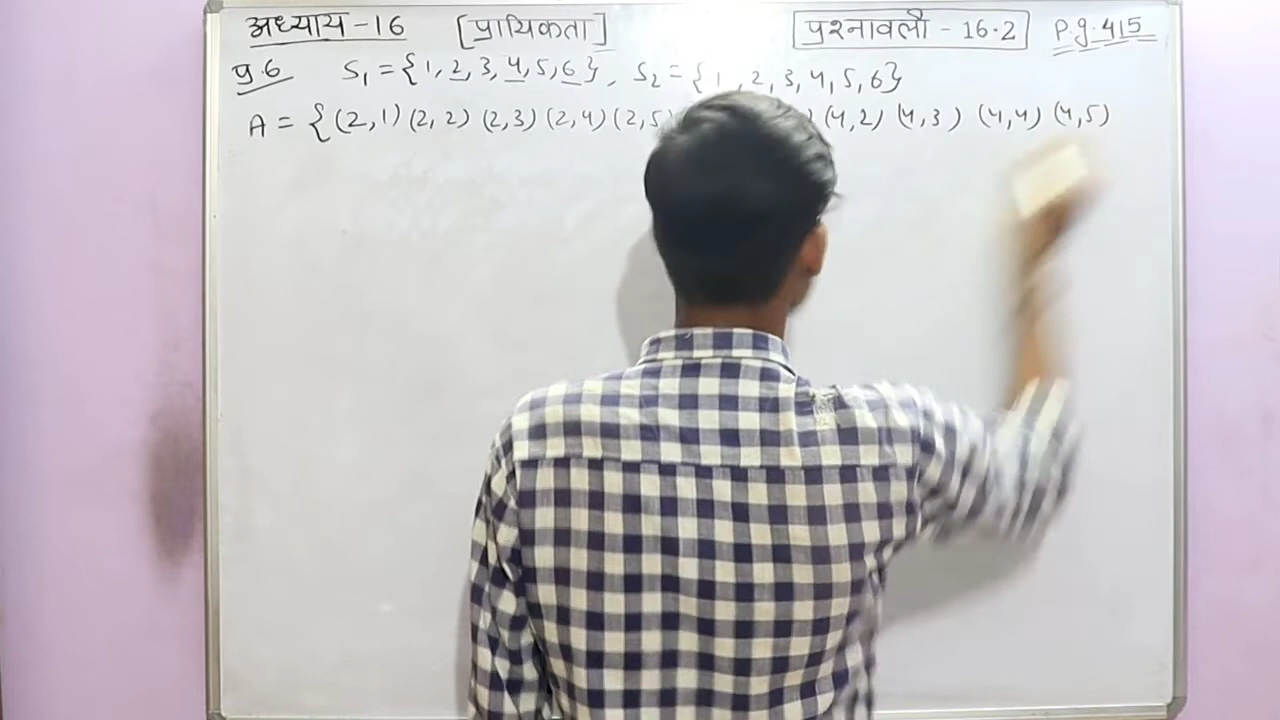 अध्याय-16 [प्रायिकता] प्रश्नावली - 16.2 P.g.415
प्र.6 S₁ = {1, 2, 3, 4, 5, 6}, S₂ = {1, 2, 3, 4, 5, 6}
A = {(2,1) (2,2) (2,3) (2,4) (2,5) (4,2) (4,3) (4,4) (4,5)